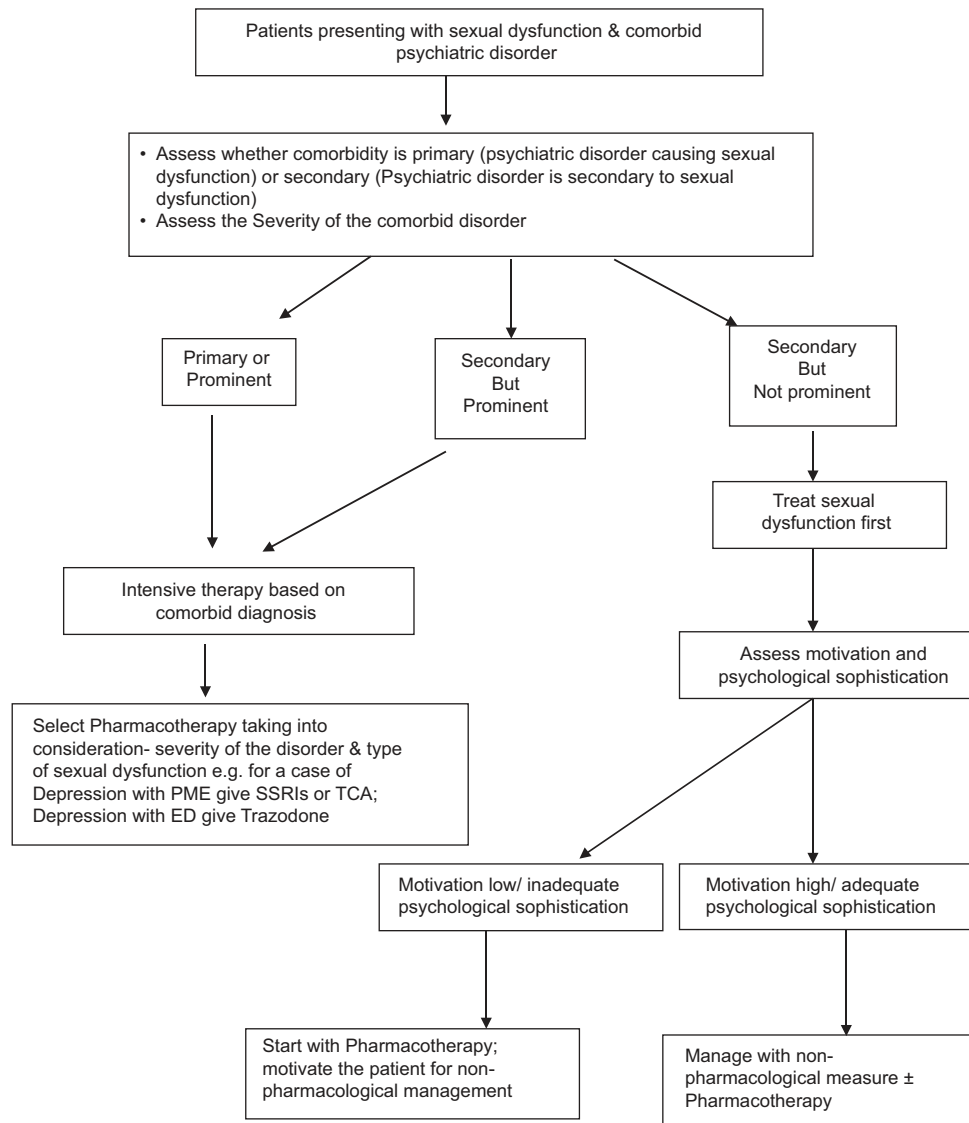 Patients presenting with sexual dysfunction & comorbid
psychiatric disorder
• Assess whether comorbidity is primary (psychiatric disorder causing sexual
dysfunction) or secondary (Psychiatric disorder is secondary to sexual
dysfunction)
• Assess the Severity of the comorbid disorder
Primary or
Prominent
Secondary
But
Prominent
Secondary
But
Not prominent
Treat sexual
dysfunction first
Intensive therapy based on
comorbid diagnosis
Assess motivation and
psychological sophistication
Select Pharmacotherapy taking into
consideration- severity of the disorder & type
of sexual dysfunction e.g. for a case of
Depression with PME give SSRIs or TCA;
Depression with ED give Trazodone
Motivation low/ inadequate
psychological sophistication
Motivation high/ adequate
psychological sophistication
Start with Pharmacotherapy;
motivate the patient for non-
pharmacological management
Manage with non-
pharmacological measure ±
Pharmacotherapy